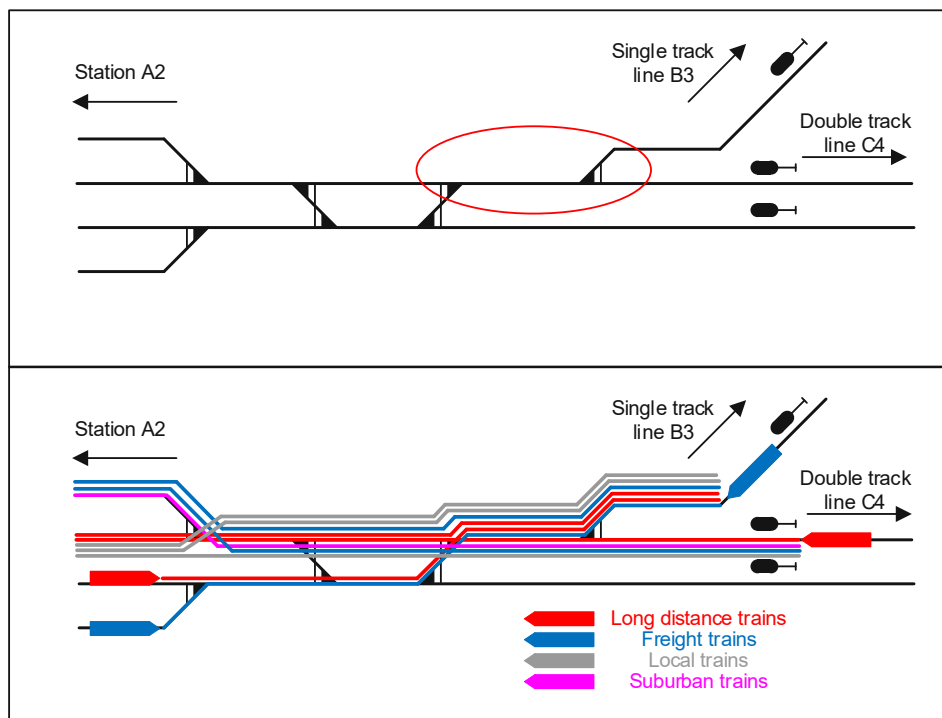 Station A2
Single track
line B3
Double track
line C4
Station A2
Single track
line B3
Double track
line C4
Long distance trains
Freight trains
Local trains
Suburban trains